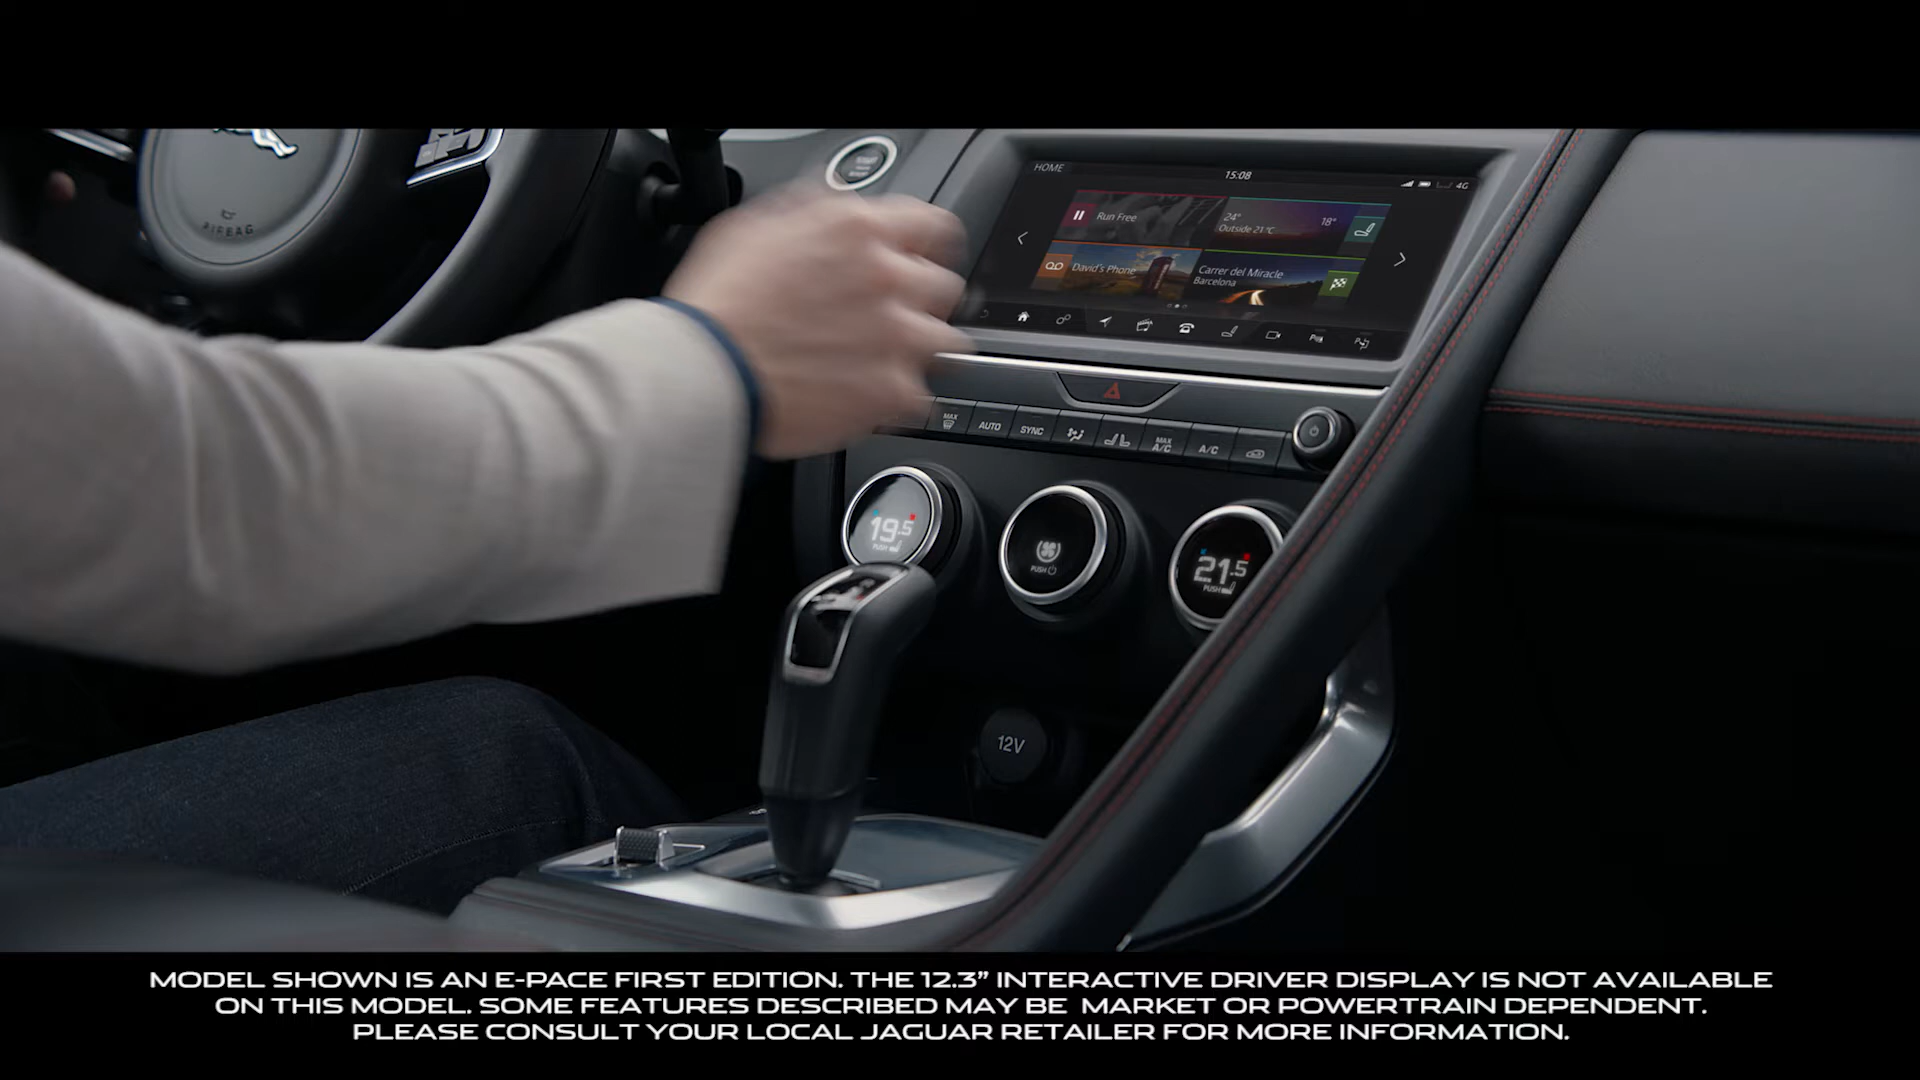 HOME
15:08
4G
Run Free
24°
18°
Outside 21°C
David's Phone
Carrer del Miracle
Barcelona
AIRBAG
MAX
AUTO
SYNC
MAX
A/C
A/C
19.5
PUSH
PUSH
21.5
PUSH
12V
MODEL SHOWN IS AN E-PACE FIRST EDITION. THE 12.3” INTERACTIVE DRIVER DISPLAY IS NOT AVAILABLE
ON THIS MODEL. SOME FEATURES DESCRIBED MAY BE MARKET OR POWERTRAIN DEPENDENT.
PLEASE CONSULT YOUR LOCAL JAGUAR RETAILER FOR MORE INFORMATION.